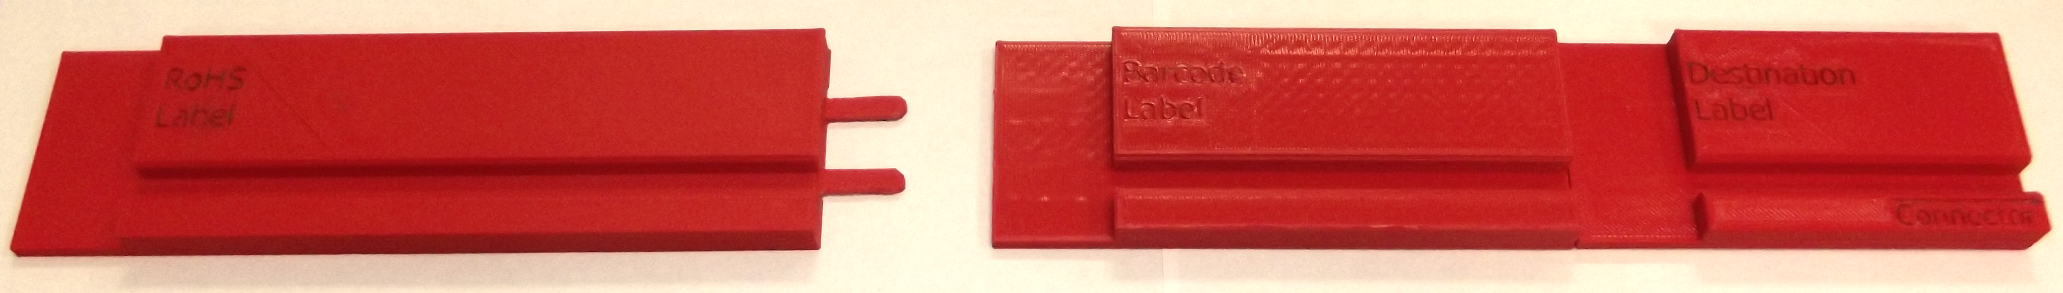 RoHS
Label
Barcode
Label
Destination
Label
Connector